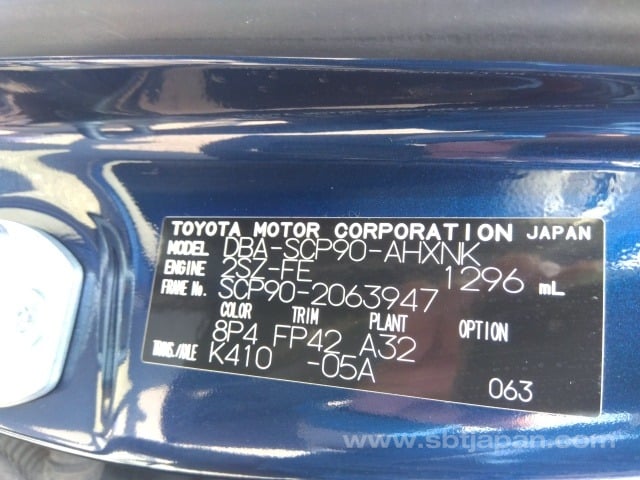 TOYOTA MOTOR CORPORATION JAPAN
MODEL DBA-SCP90-AHXNK
ENGINE 2SZ-FE 1296 mL
FRAME No. SCP90-2063947
COLOR TRIM PLANT OPTION
8P4 FP42 A32
TRANS./AXLE K410 -05A
063
www.sbtjapan.com